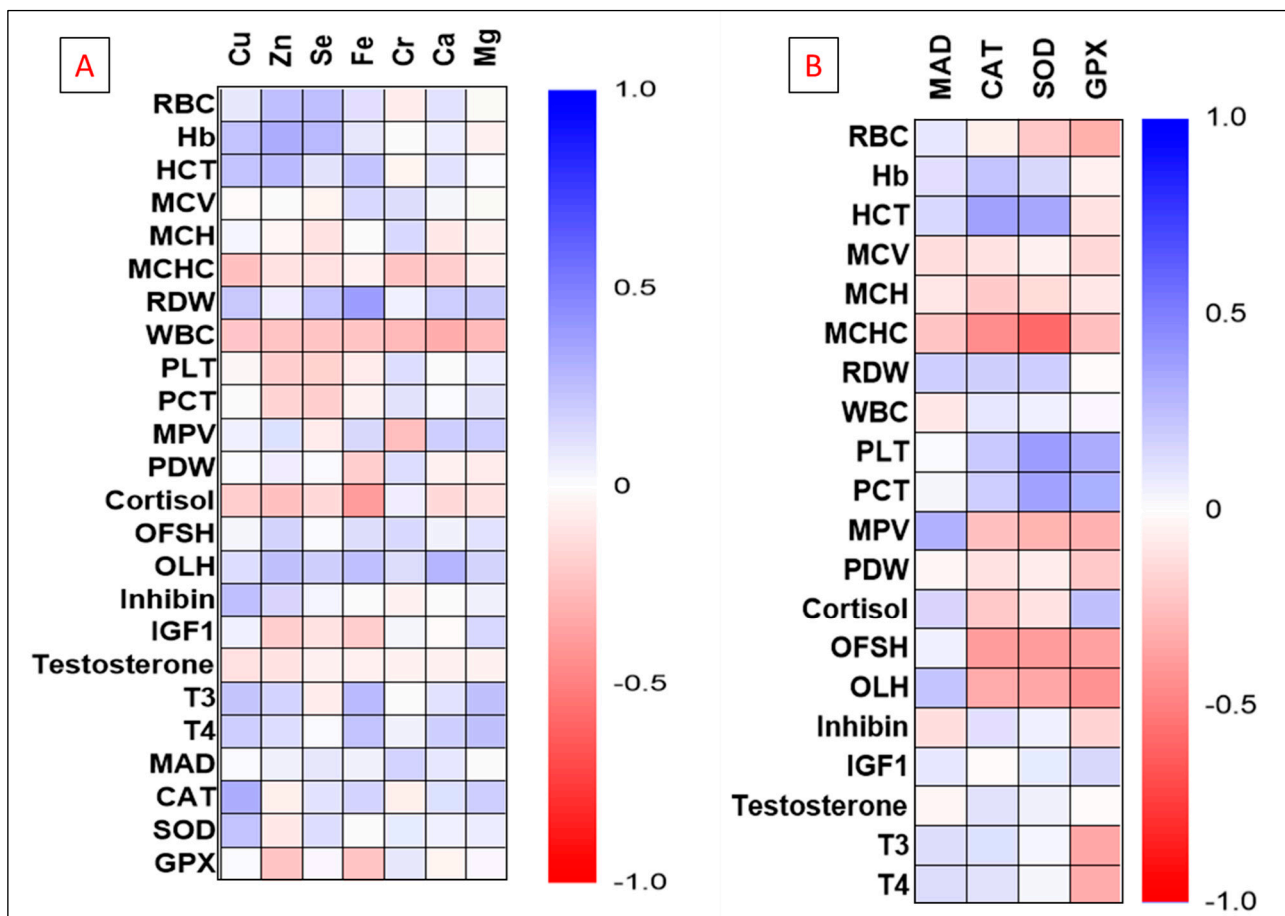 A
Cu Zn Se Fe Cr Ca Mg
RBC
Hb
HCT
MCV
MCH
MCHC
RDW
WBC
PLT
PCT
MPV
PDW
Cortisol
OFSH
OLH
Inhibin
IGF1
Testosterone
T3
T4
MAD
CAT
SOD
GPX
1.0
0.5
0
-0.5
-1.0
B
MAD CAT SOD GPX
RBC
Hb
HCT
MCV
MCH
MCHC
RDW
WBC
PLT
PCT
MPV
PDW
Cortisol
OFSH
OLH
Inhibin
IGF1
Testosterone
T3
T4
1.0
0.5
0
-0.5
-1.0